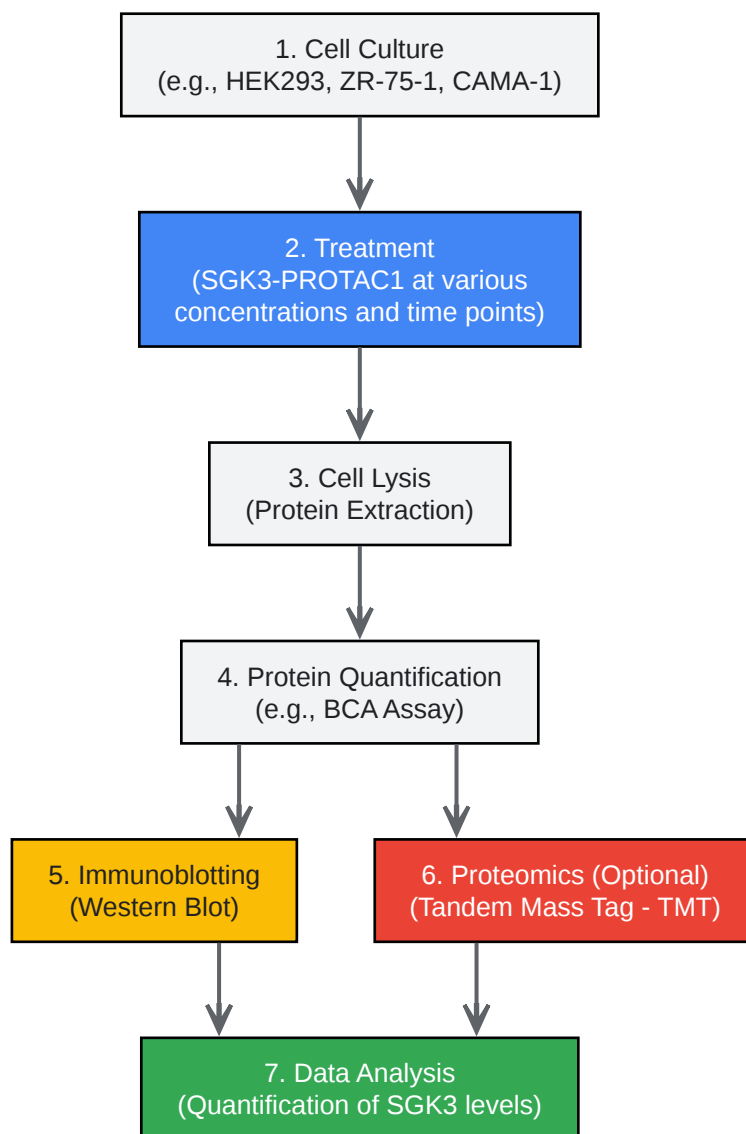 1. Cell Culture
(e.g., HEK293, ZR-75-1, CAMA-1)
2. Treatment
(SGK3-PROTAC1 at various
concentrations and time points)
3. Cell Lysis
(Protein Extraction)
4. Protein Quantification
(e.g., BCA Assay)
5. Immunoblotting
(Western Blot)
6. Proteomics (Optional)
(Tandem Mass Tag - TMT)
7. Data Analysis
(Quantification of SGK3 levels)